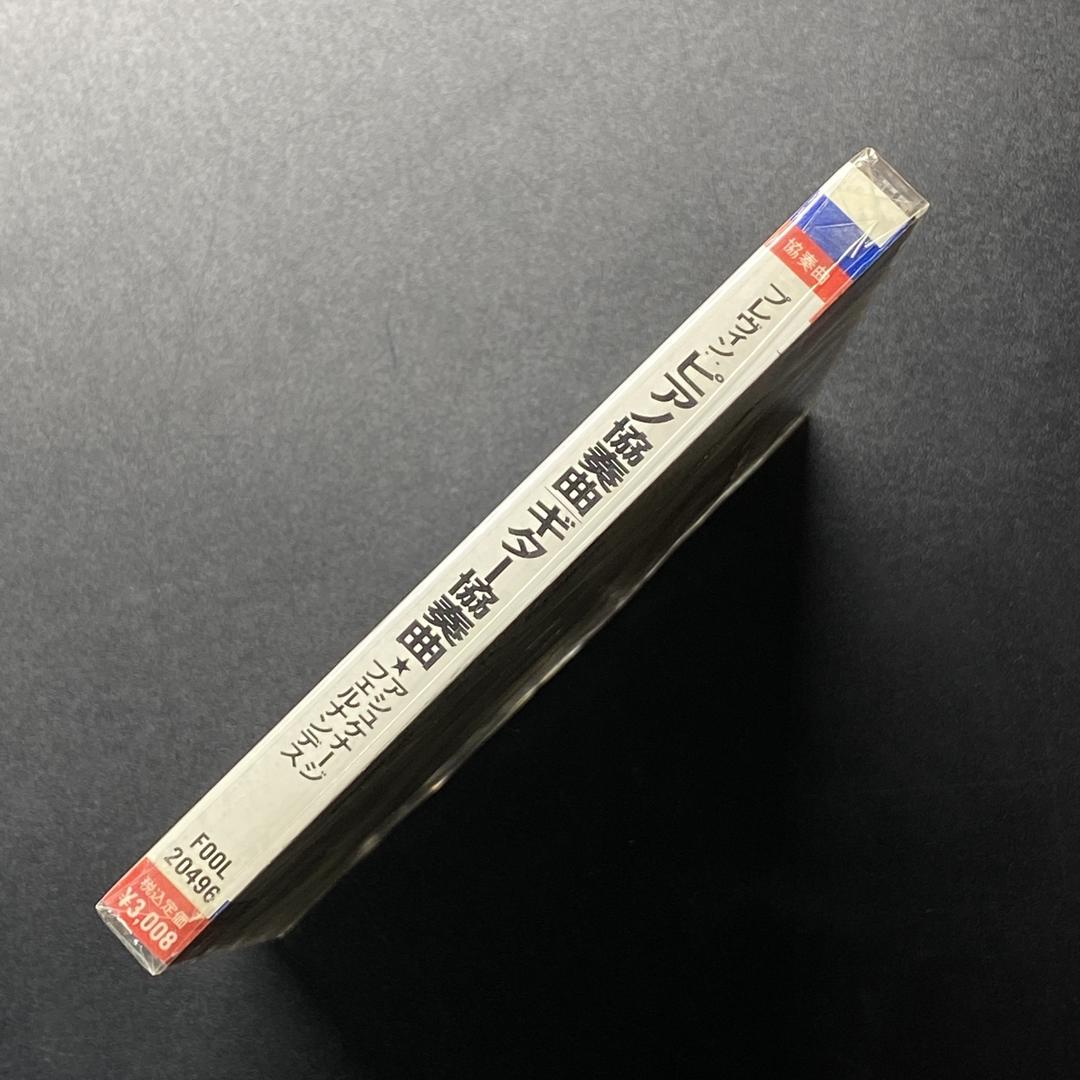 協奏曲
プレヴィン:ピアノ協奏曲|ギター協奏曲
★アシュケナージ
フェルナンデス
F00L
20496
税込定価
¥3,008